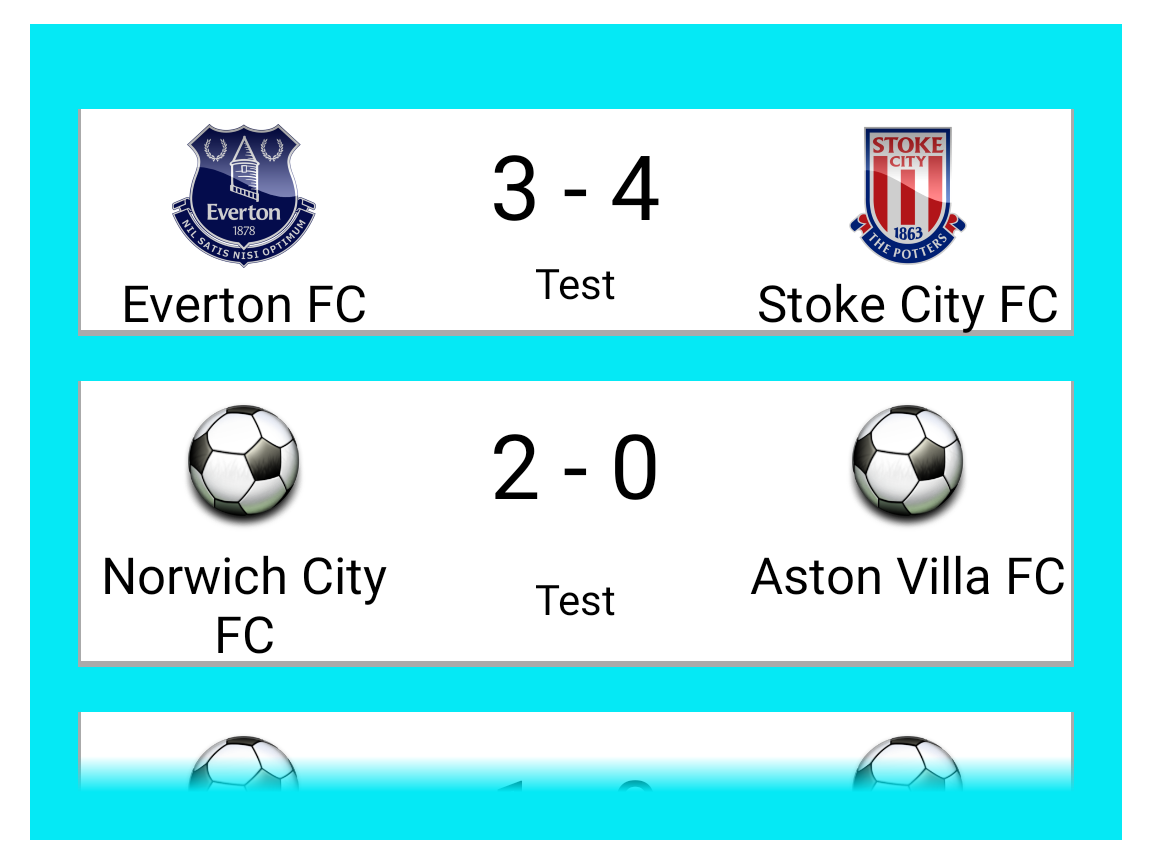 STOKE
CITY
Everton
1878
NIL SATIS NISI OPTIMUM
1863
THE POTTERS
3 - 4
Test
Everton FC
Stoke City FC
2 - 0
Norwich City
FC
Test
Aston Villa FC